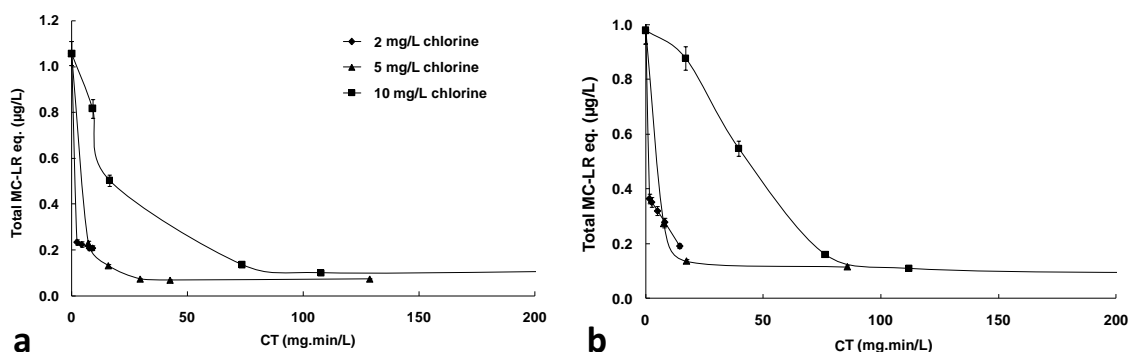 1.2
1.0
0.8
0.6
0.4
0.2
0.0
Total MC-LR eq. (µg/L)
2 mg/L chlorine
5 mg/L chlorine
10 mg/L chlorine
0
50
100
150
200
CT (mg.min/L)
a
1.0
0.8
0.6
0.4
0.2
0.0
Total MC-LR eq. (µg/L)
0
50
100
150
200
CT (mg.min/L)
b